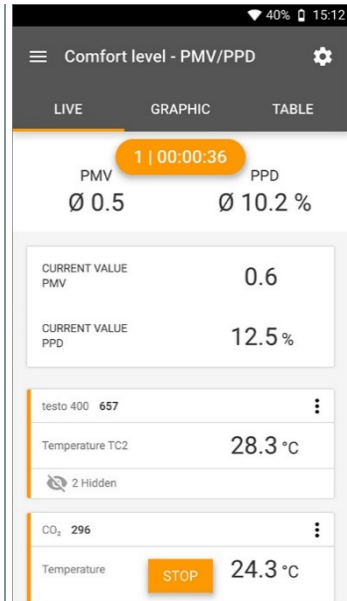 40% 15:12
Comfort level - PMV/PPD
LIVE GRAPHIC TABLE
1 | 00:00:36
PMV PPD
Ø 0.5 Ø 10.2 %
CURRENT VALUE
PMV
0.6
CURRENT VALUE
PPD
12.5 %
testo 400 657
Temperature TC2 28.3 °C
2 Hidden
CO₂ 296
Temperature 24.3 °C
STOP